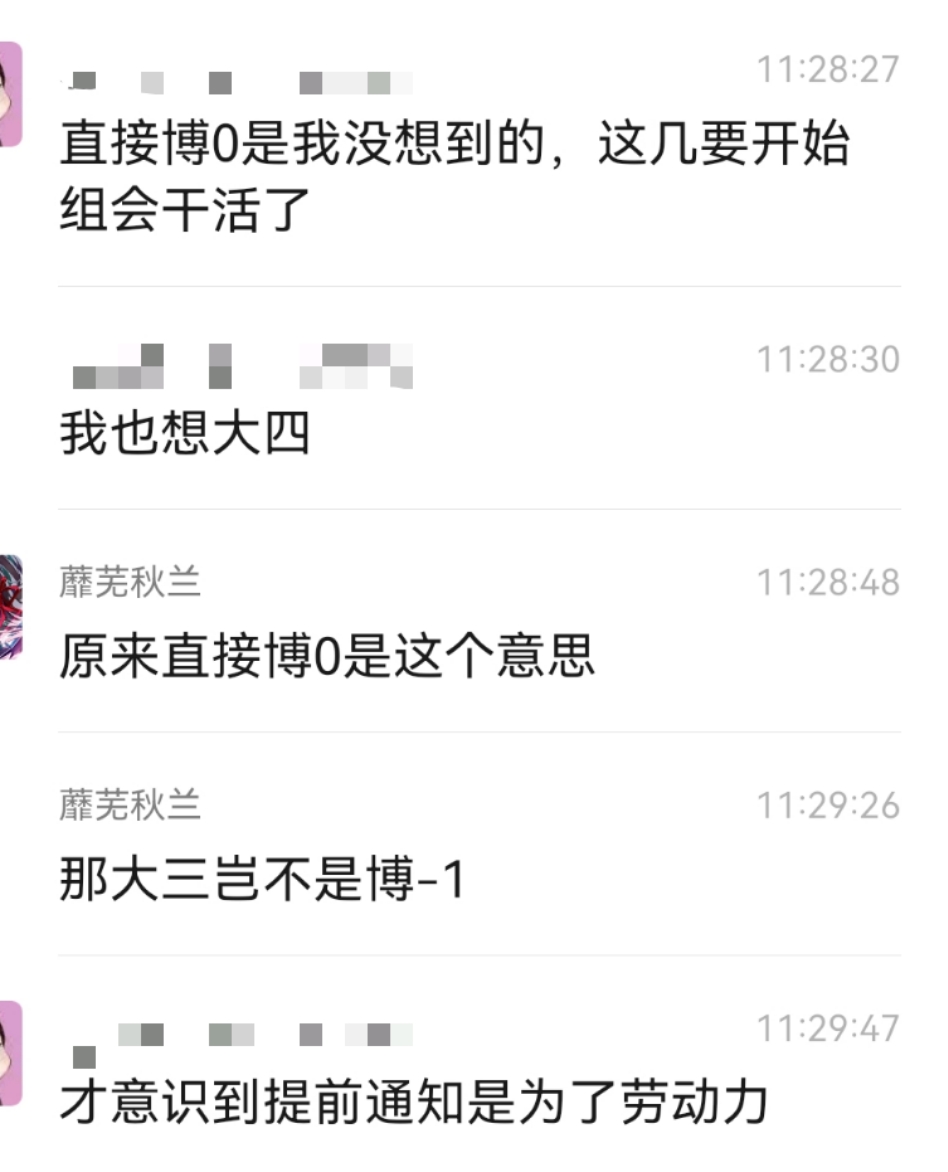 11:28:27
直接博0是我没想到的，这几要开始
组会干活了
11:28:30
我也想大四
蘼芜秋兰 11:28:48
原来直接博0是这个意思
蘼芜秋兰 11:29:26
那大三岂不是博-1
11:29:47
才意识到提前通知是为了劳动力